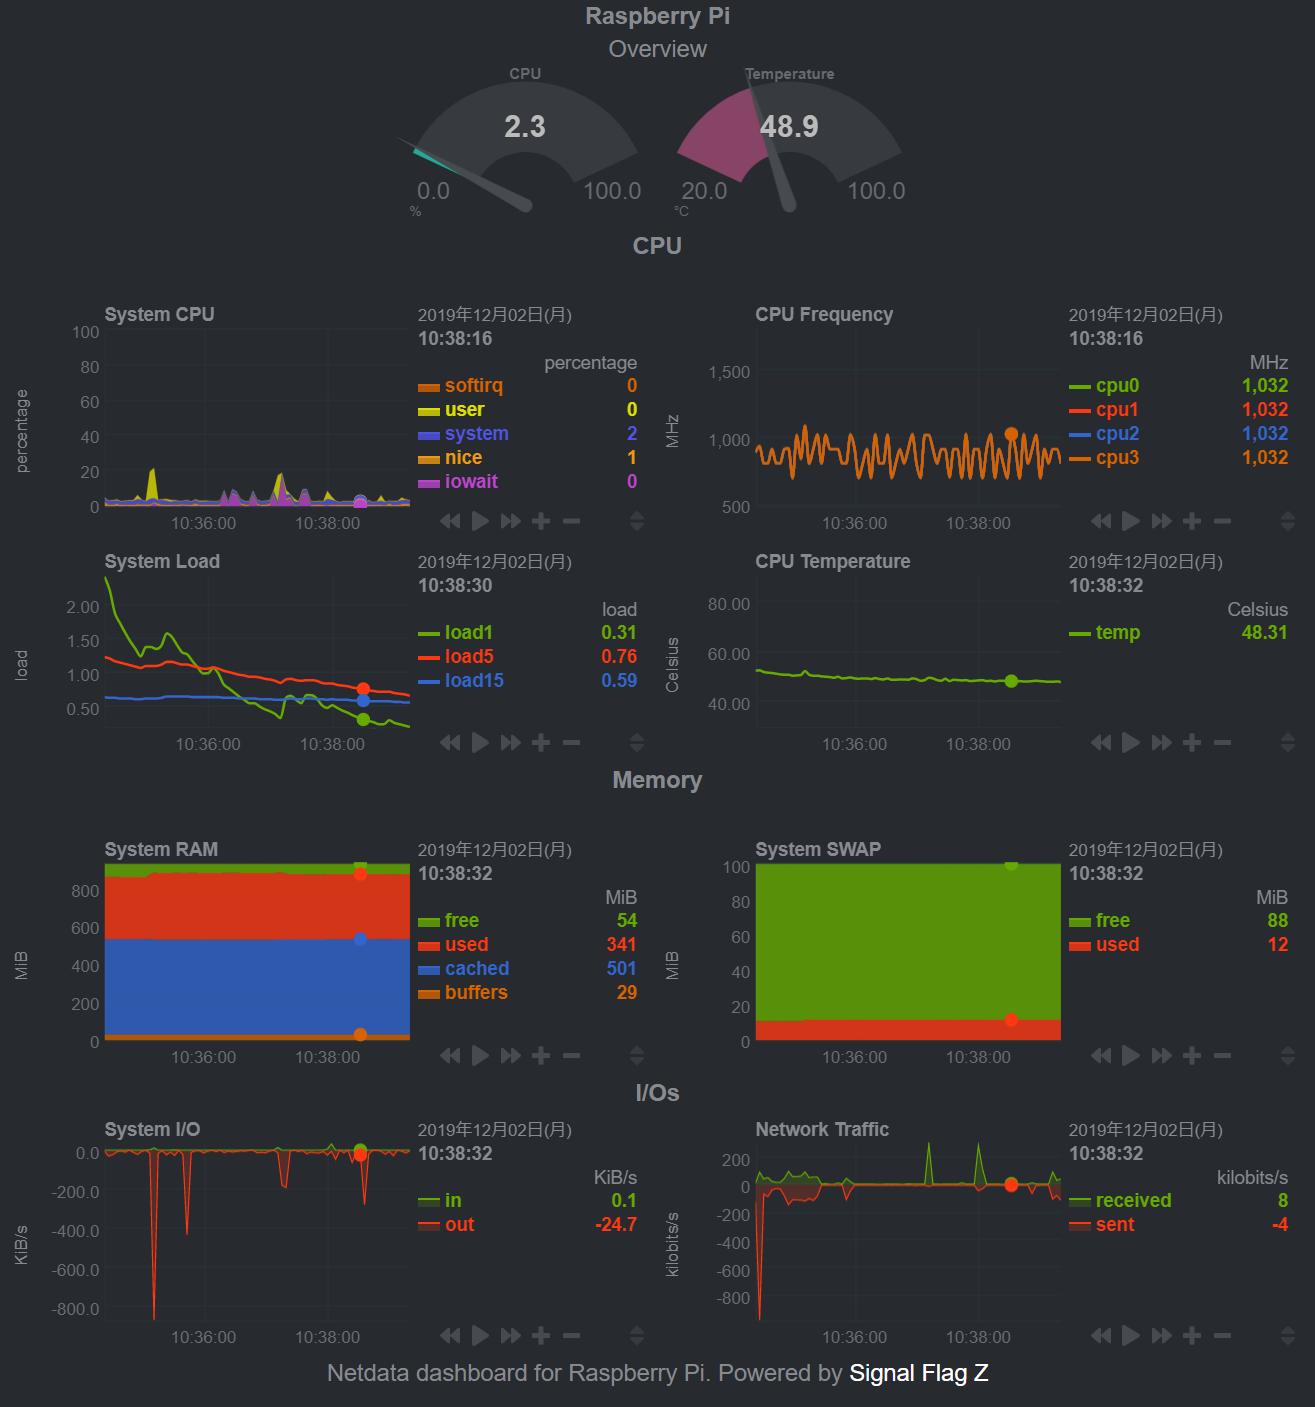 Raspberry Pi
Overview
CPU
2.3
0.0
100.0
%
Temperature
48.9
20.0
100.0
°C
CPU
System CPU
2019年12月02日(月)
10:38:16
percentage
percentage
100
80
60
40
20
0
softirq 0
user 0
system 2
nice 1
iowait 0
10:36:00 10:38:00
CPU Frequency
2019年12月02日(月)
10:38:16
MHz
MHz
1,500
1,000
500
cpu0 1,032
cpu1 1,032
cpu2 1,032
cpu3 1,032
10:36:00 10:38:00
System Load
2019年12月02日(月)
10:38:30
load
load
2.00
1.50
1.00
0.50
load1 0.31
load5 0.76
load15 0.59
10:36:00 10:38:00
CPU Temperature
2019年12月02日(月)
10:38:32
Celsius
Celsius
80.00
60.00
40.00
temp 48.31
10:36:00 10:38:00
Memory
System RAM
2019年12月02日(月)
10:38:32
MiB
MiB
800
600
400
200
0
free 54
used 341
cached 501
buffers 29
10:36:00 10:38:00
System SWAP
2019年12月02日(月)
10:38:32
MiB
MiB
100
80
60
40
20
0
free 88
used 12
10:36:00 10:38:00
I/Os
System I/O
2019年12月02日(月)
10:38:32
KiB/s
KiB/s
0.0
-200.0
-400.0
-600.0
-800.0
in 0.1
out -24.7
10:36:00 10:38:00
Network Traffic
2019年12月02日(月)
10:38:32
kilobits/s
kilobits/s
200
0
-200
-400
-600
-800
received 8
sent -4
10:36:00 10:38:00
Netdata dashboard for Raspberry Pi. Powered by Signal Flag Z